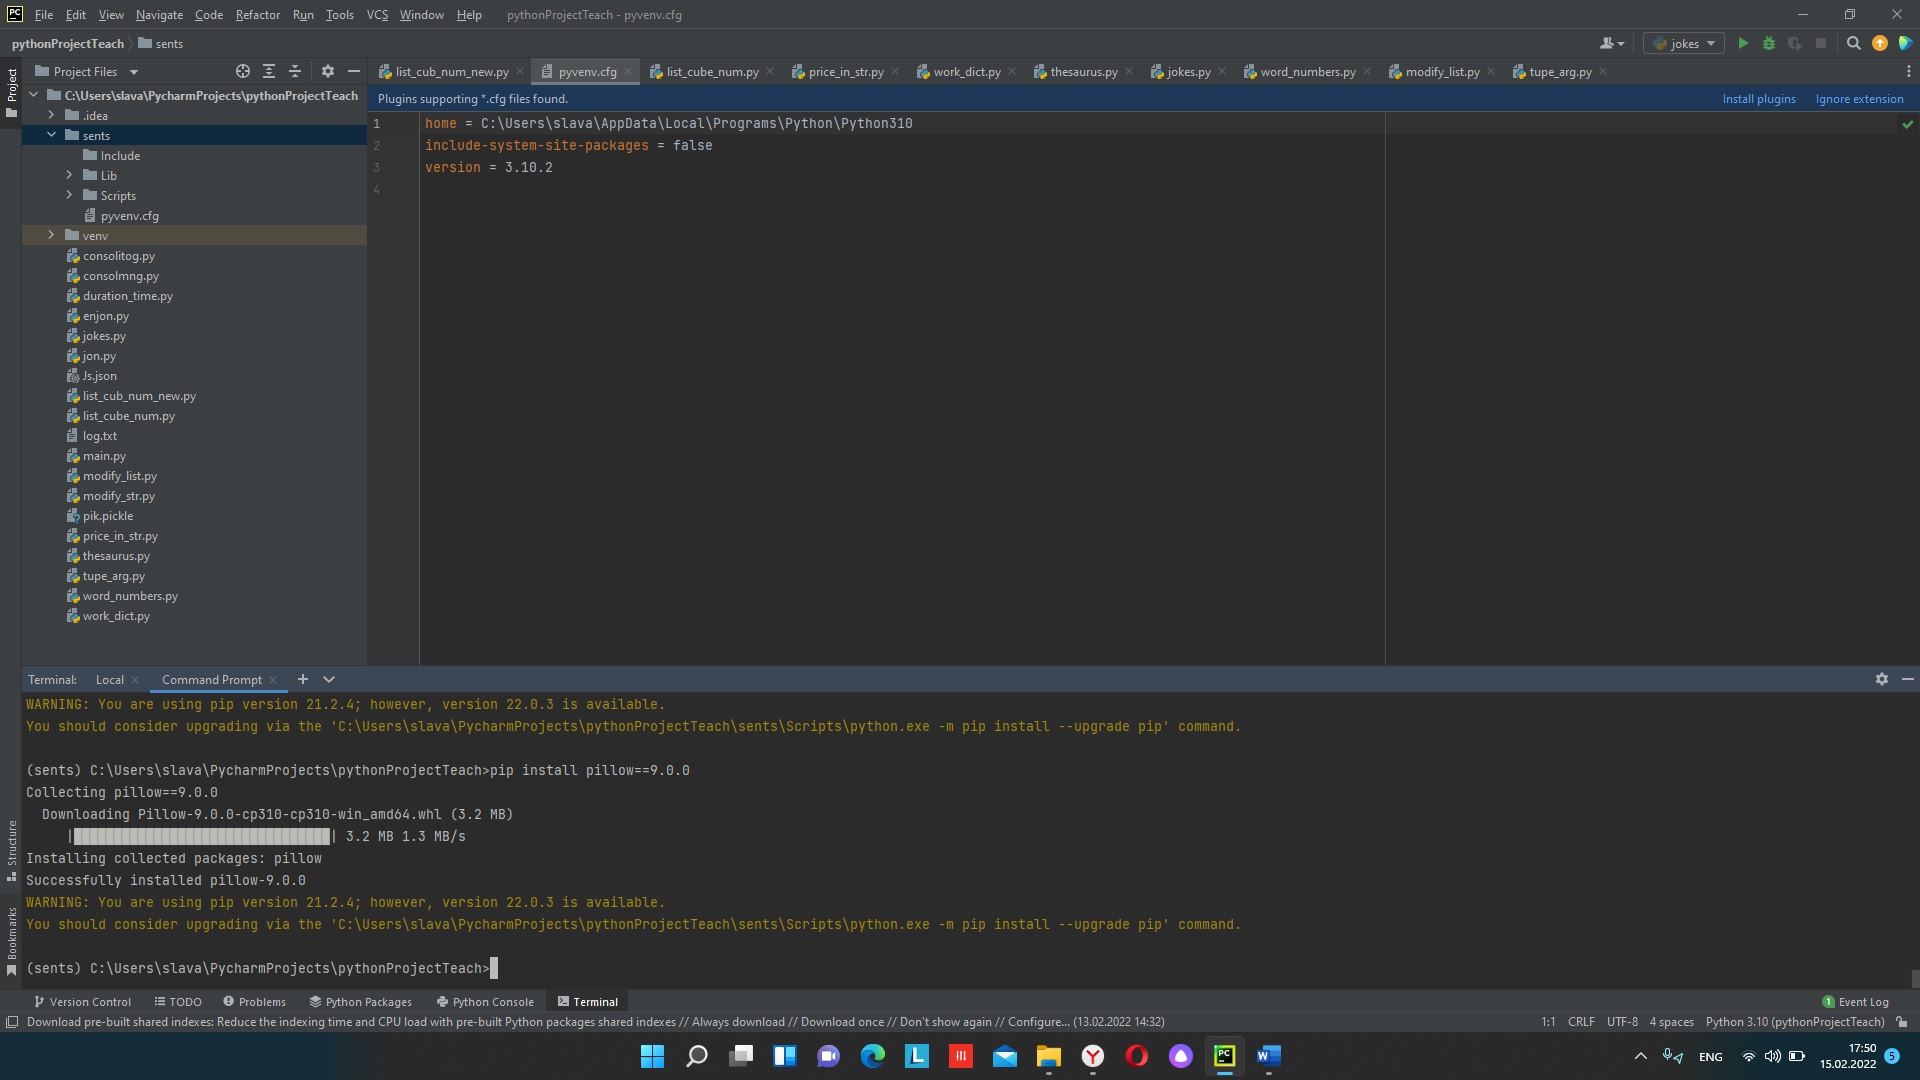 PC File Edit View Navigate Code Refactor Run Tools VCS Window Help pythonProjectTeach - pyvenv.cfg
pythonProjectTeach sents jokes
Project Project Files list_cub_num_new.py pyvenv.cfg list_cube_num.py price_in_str.py work_dict.py thesaurus.py jokes.py word_numbers.py modify_list.py tupe_arg.py
C:\Users\slava\PycharmProjects\pythonProjectTeach
.idea
sents
Include
Lib
Scripts
pyvenv.cfg
venv
consolitog.py
consolmng.py
duration_time.py
enjon.py
jokes.py
jon.py
Js.json
list_cub_num_new.py
list_cube_num.py
log.txt
main.py
modify_list.py
modify_str.py
pik.pickle
price_in_str.py
thesaurus.py
tupe_arg.py
word_numbers.py
work_dict.py
Plugins supporting *.cfg files found. Install plugins Ignore extension
1 home = C:\Users\slava\AppData\Local\Programs\Python\Python310
2 include-system-site-packages = false
3 version = 3.10.2
4
Terminal: Local Command Prompt
WARNING: You are using pip version 21.2.4; however, version 22.0.3 is available.
You should consider upgrading via the 'C:\Users\slava\PycharmProjects\pythonProjectTeach\sents\Scripts\python.exe -m pip install --upgrade pip' command.
(sents) C:\Users\slava\PycharmProjects\pythonProjectTeach>pip install pillow==9.0.0
Collecting pillow==9.0.0
Downloading Pillow-9.0.0-cp310-cp310-win_amd64.whl (3.2 MB)
| | 3.2 MB 1.3 MB/s
Installing collected packages: pillow
Successfully installed pillow-9.0.0
WARNING: You are using pip version 21.2.4; however, version 22.0.3 is available.
You should consider upgrading via the 'C:\Users\slava\PycharmProjects\pythonProjectTeach\sents\Scripts\python.exe -m pip install --upgrade pip' command.
(sents) C:\Users\slava\PycharmProjects\pythonProjectTeach>
Structure
Bookmarks
Version Control TODO Problems Python Packages Python Console Terminal 1 Event Log
Download pre-built shared indexes: Reduce the indexing time and CPU load with pre-built Python packages shared indexes // Always download // Download once // Don't show again // Configure... (13.02.2022 14:32) 1:1 CRLF UTF-8 4 spaces Python 3.10 (pythonProjectTeach)
L Y PC W ENG 17:50 5
15.02.2022